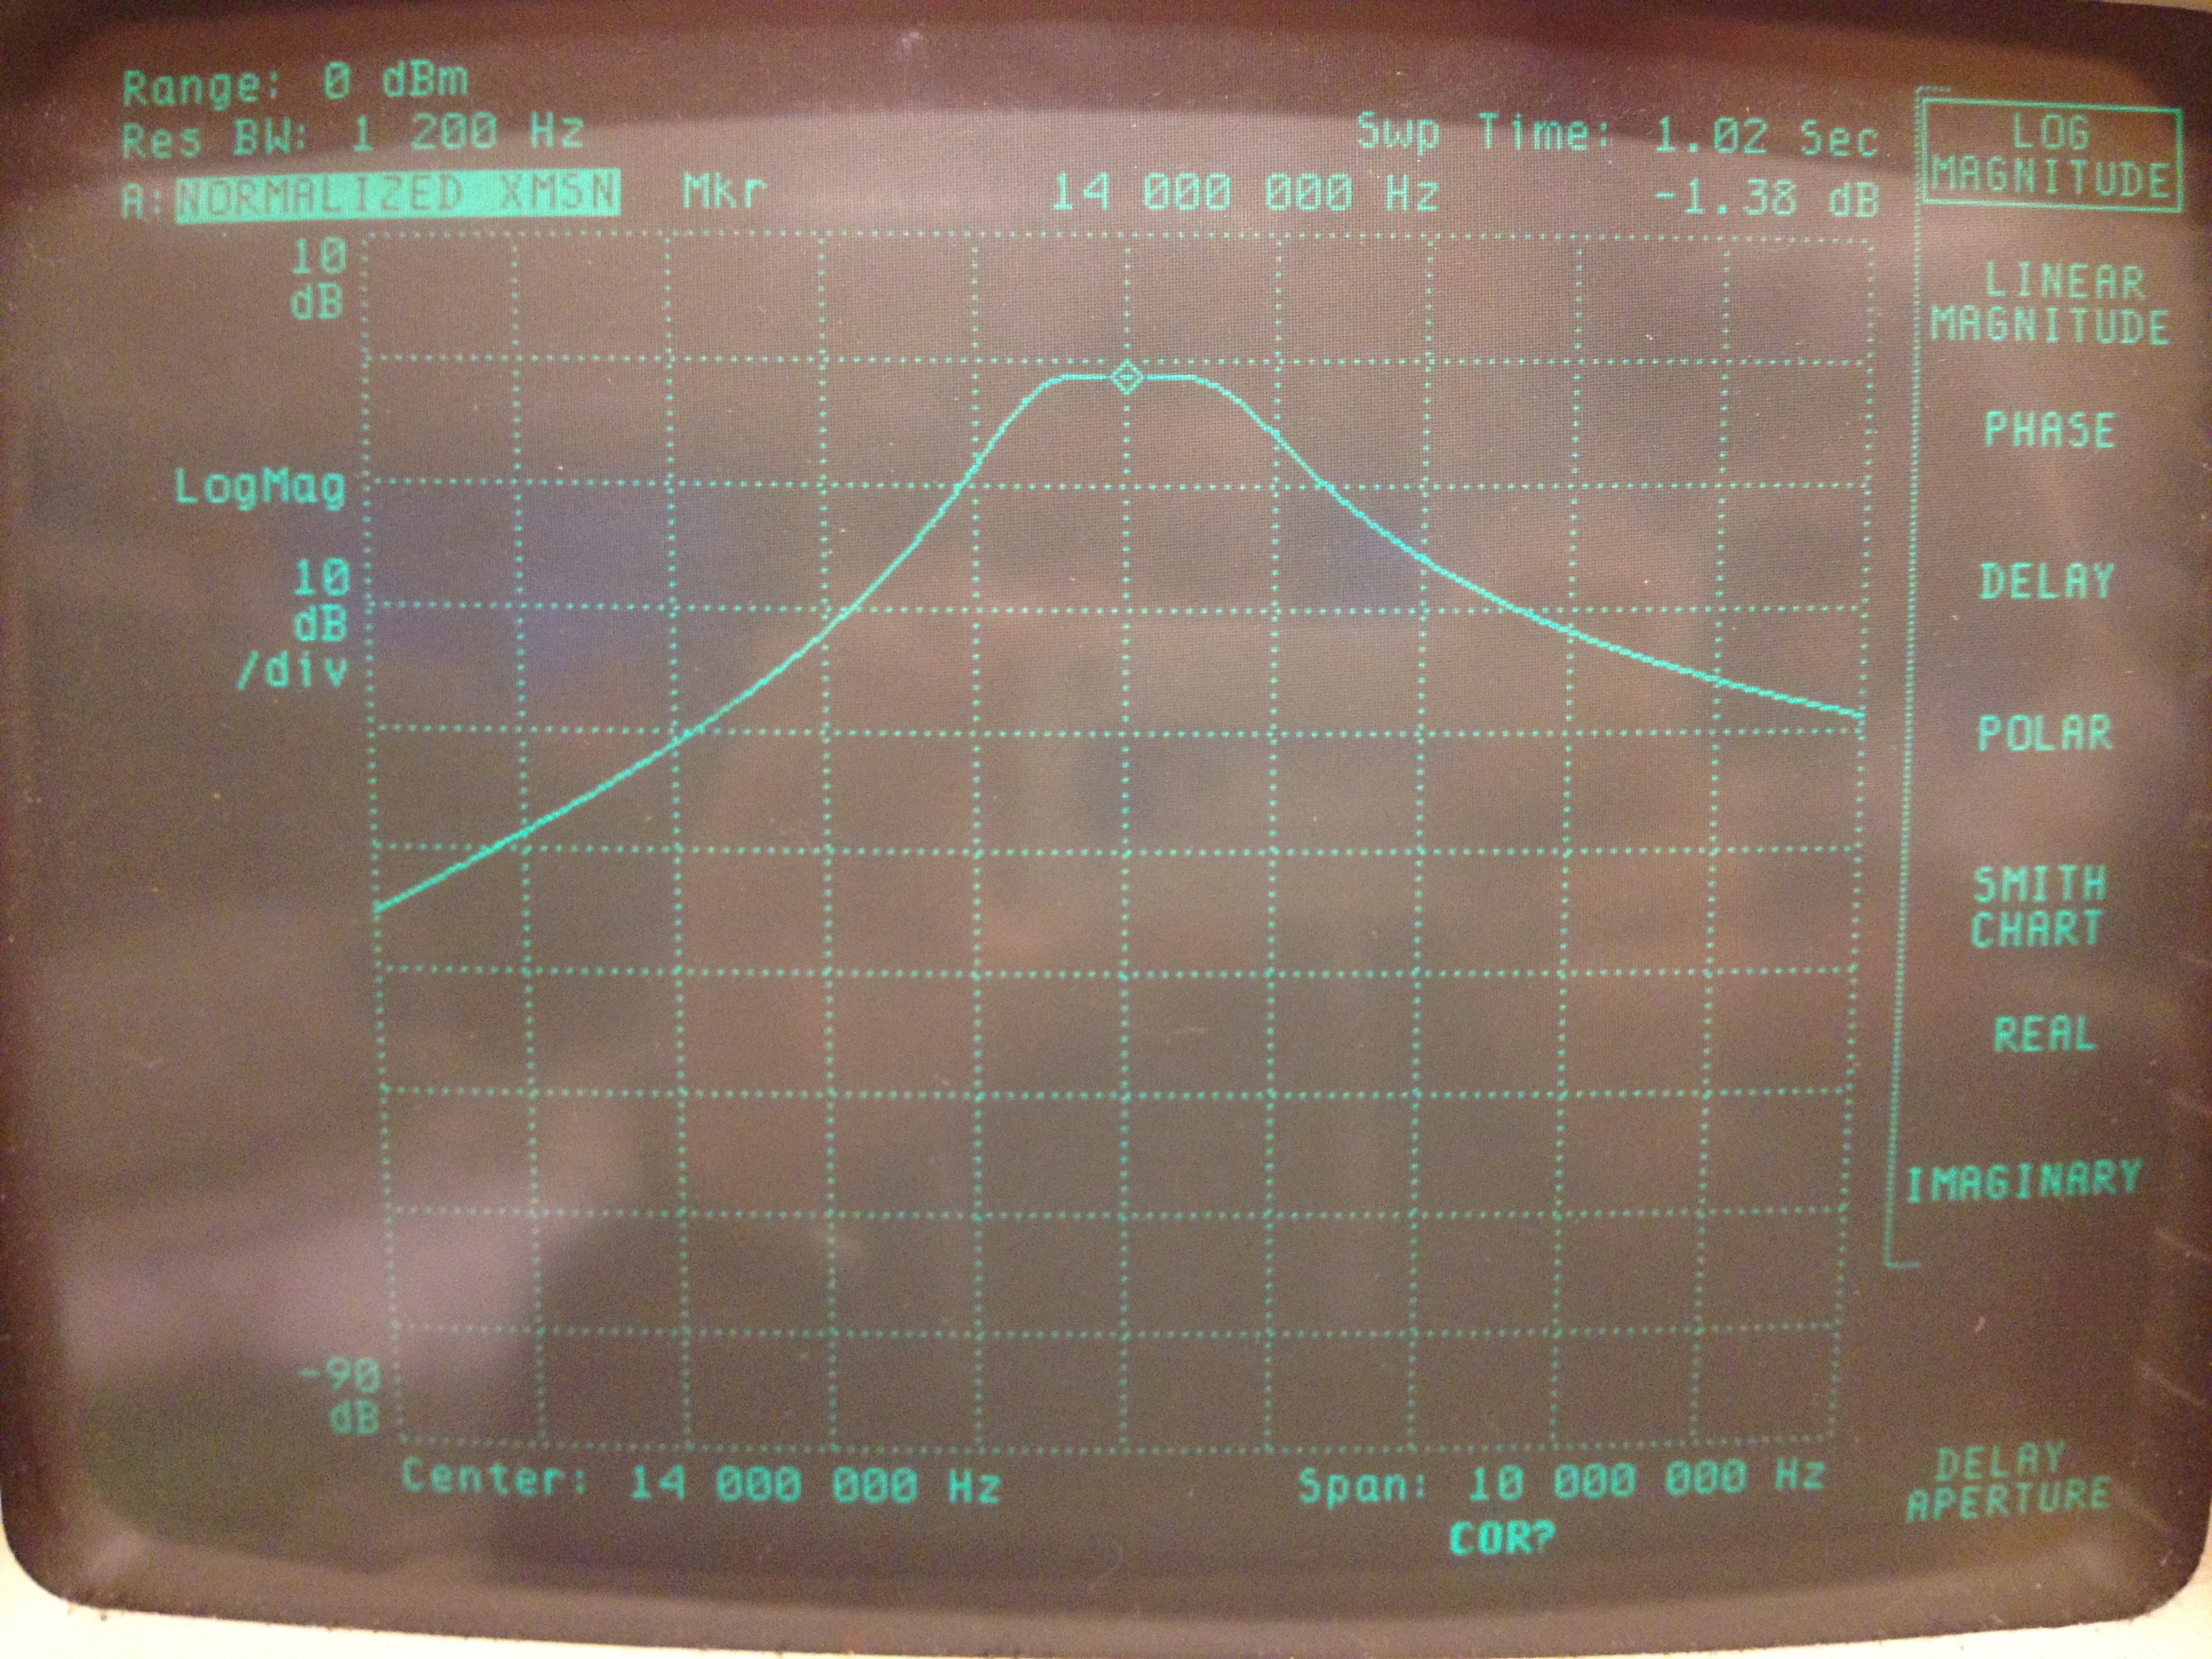 Range: 0 dBm
Res BW: 1 200 Hz
Swp Time: 1.02 Sec
A: NORMALIZED XMSN Mkr 14 000 000 Hz -1.38 dB
10
dB
LogMag
10
dB
/div
-90
dB
Center: 14 000 000 Hz
Span: 10 000 000 Hz
COR?
LOG
MAGNITUDE
LINEAR
MAGNITUDE
PHASE
DELAY
POLAR
SMITH
CHART
REAL
IMAGINARY
DELAY
APERTURE